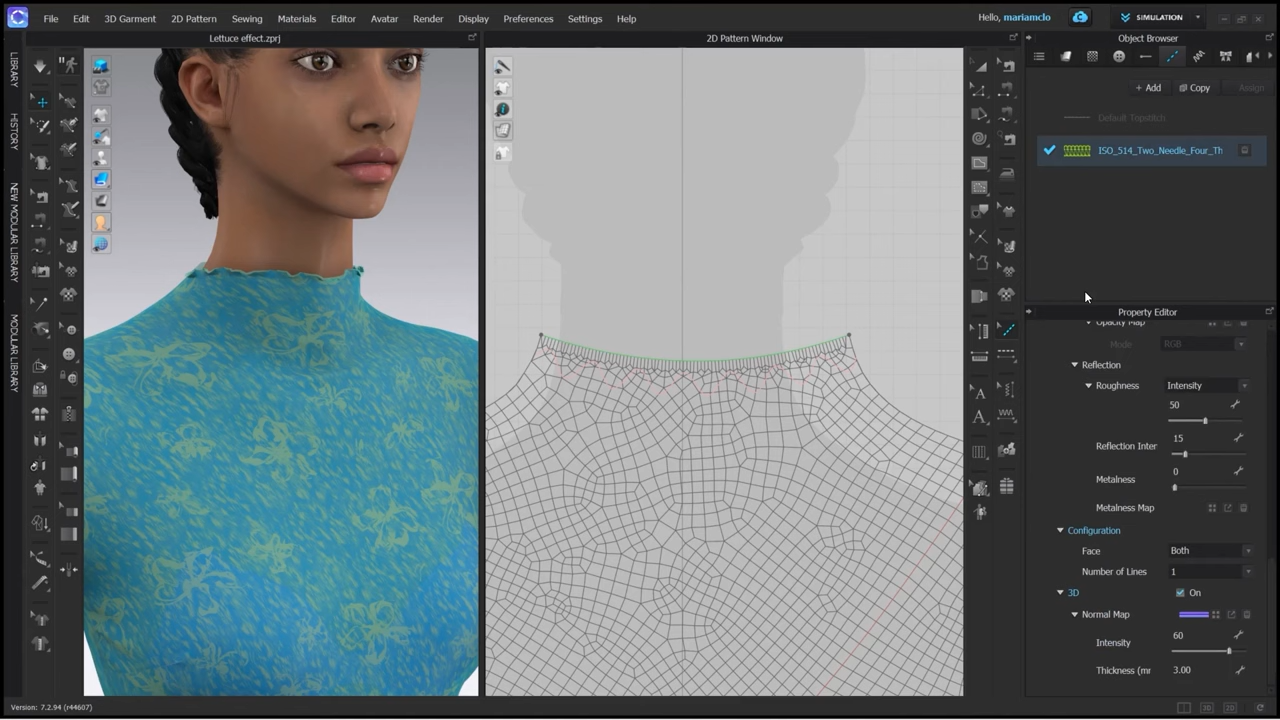 File Edit 3D Garment 2D Pattern Sewing Materials Editor Avatar Render Display Preferences Settings Help
Hello, mariamclo
SIMULATION
Lettuce effect.zprj
2D Pattern Window
Object Browser
LIBRARY
HISTORY
NEW MODULAR LIBRARY
MODULAR LIBRARY
+ Add
Copy
Assign
Default Topstitch
ISO_514_Two_Needle_Four_Th
Property Editor
Opacity Map
Mode RGB
Reflection
Roughness Intensity
50
Reflection Inter 15
Metalness 0
Metalness Map
Configuration
Face Both
Number of Lines 1
3D On
Normal Map
Intensity 60
Thickness (mr 3.00
Version: 7.2.94 (r44607)
3D
2D
A
A